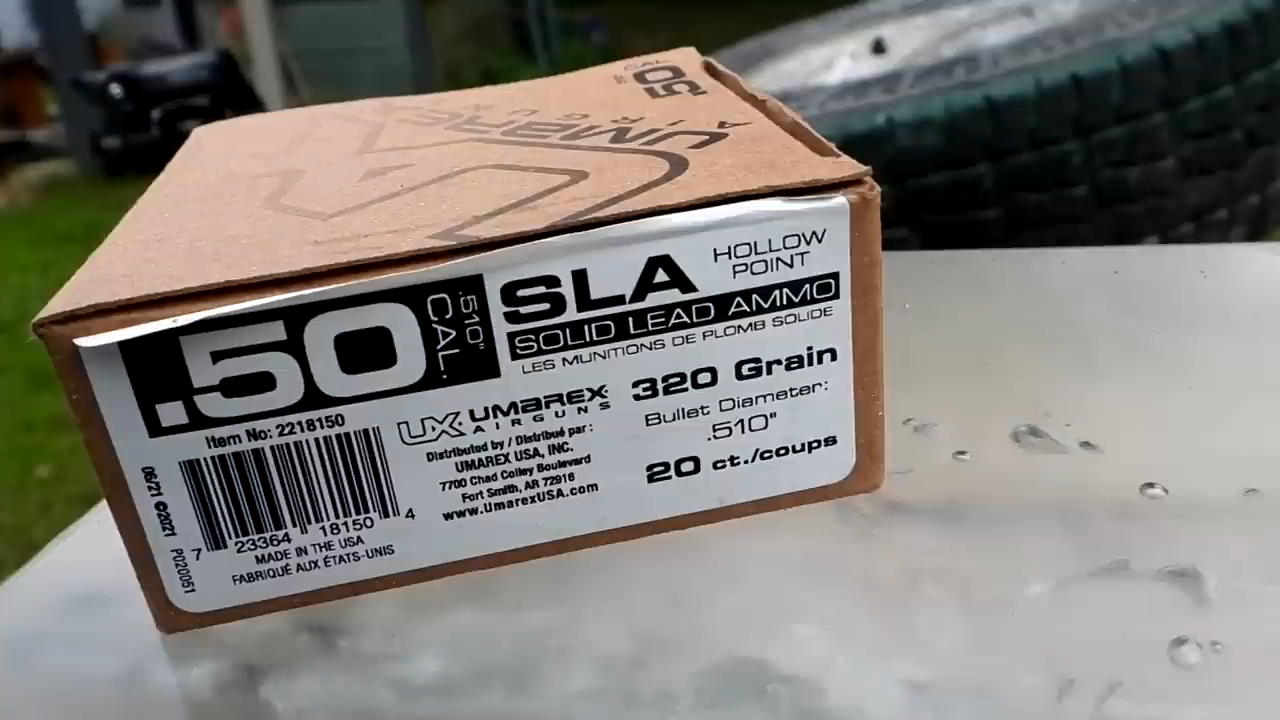 50 CAL
UMAREX
AIRGUN
.50 CAL. .510"
SLA
HOLLOW
POINT
SOLID LEAD AMMO
LES MUNITIONS DE PLOMB SOLIDE
320 Grain
Bullet Diameter:
.510"
20 ct./coups
UX UMAREX
AIRGUNS
Distributed by / Distribué par :
UMAREX USA, INC.
7700 Chad Colley Boulevard
Fort Smith, AR 72916
www.UmarexUSA.com
Item No: 2218150
7 23364 18150 4
MADE IN THE USA
FABRIQUÉ AUX ÉTATS-UNIS
06/21 ©2021 P020051